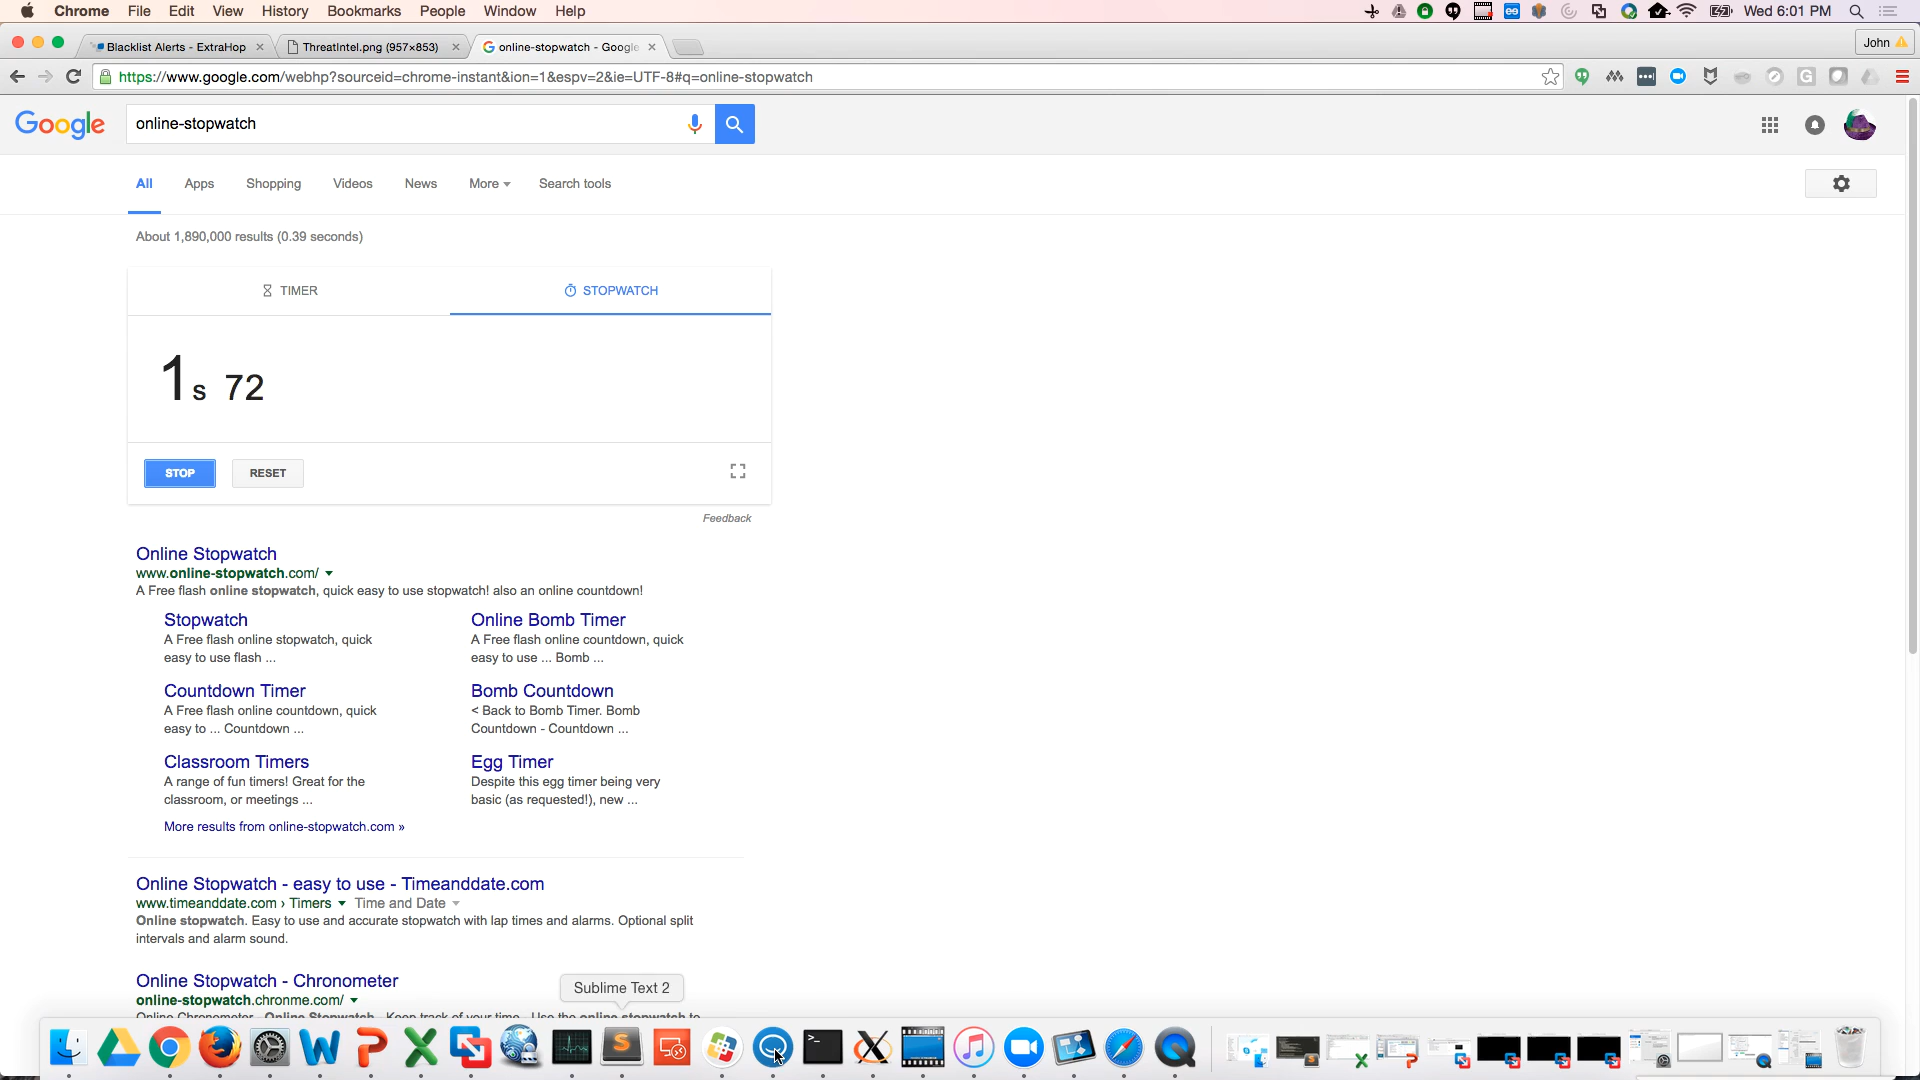 Chrome File Edit View History Bookmarks People Window Help Wed 6:01 PM
Blacklist Alerts - ExtraHop ThreatIntel.png (957×853) online-stopwatch - Google John
https://www.google.com/webhp?sourceid=chrome-instant&ion=1&espv=2&ie=UTF-8#q=online-stopwatch
Google online-stopwatch
All Apps Shopping Videos News More Search tools
About 1,890,000 results (0.39 seconds)
TIMER STOPWATCH
1s 72
STOP RESET
Feedback
Online Stopwatch
www.online-stopwatch.com/
A Free flash online stopwatch, quick easy to use stopwatch! also an online countdown!
Stopwatch
A Free flash online stopwatch, quick
easy to use flash ...
Online Bomb Timer
A Free flash online countdown, quick
easy to use ... Bomb ...
Countdown Timer
A Free flash online countdown, quick
easy to ... Countdown ...
Bomb Countdown
< Back to Bomb Timer. Bomb
Countdown - Countdown ...
Classroom Timers
A range of fun timers! Great for the
classroom, or meetings ...
Egg Timer
Despite this egg timer being very
basic (as requested!), new ...
More results from online-stopwatch.com »
Online Stopwatch - easy to use - Timeanddate.com
www.timeanddate.com › Timers Time and Date
Online stopwatch. Easy to use and accurate stopwatch with lap times and alarms. Optional split
intervals and alarm sound.
Online Stopwatch - Chronometer
online-stopwatch.chronme.com/
Sublime Text 2